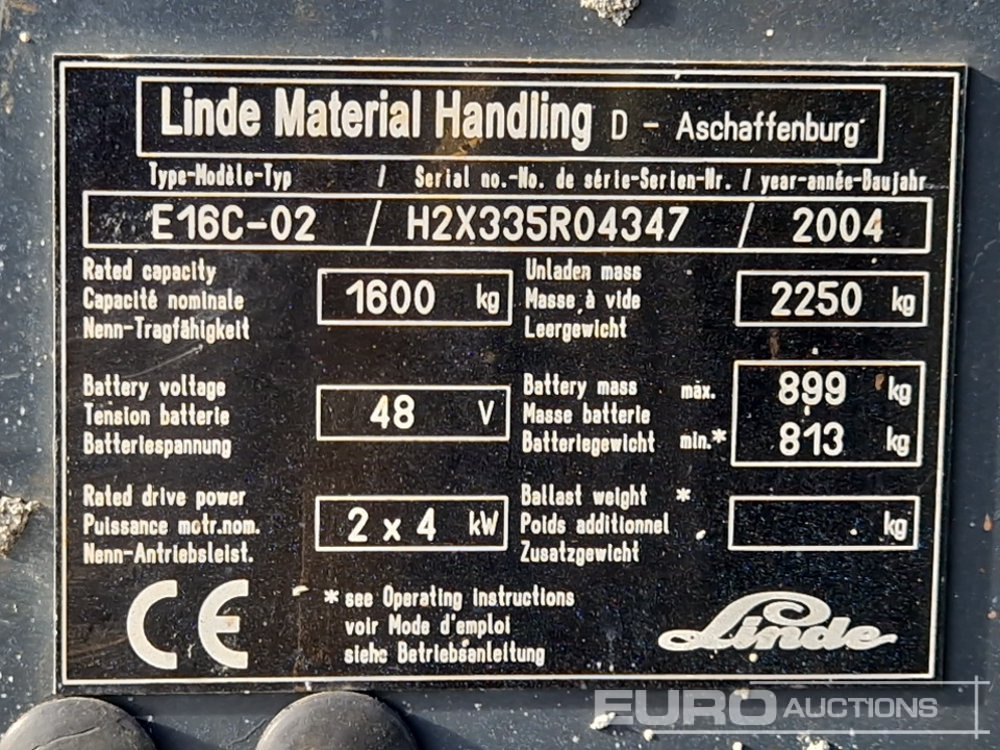 Linde Material Handling D - Aschaffenburg
Type-Modèle-Typ / Serial no.-No. de série-Serien-Nr. / year-année-Baujahr
E16C-02 / H2X335R04347 / 2004
Rated capacity
Capacité nominale 1600 kg
Nenn-Tragfähigkeit
Unladen mass
Masse à vide 2250 kg
Leergewicht
Battery voltage
Tension batterie 48 V
Batteriespannung
Battery mass max. 899 kg
Masse batterie
Batteriegewicht min.* 813 kg
Rated drive power
Puissance motr.nom. 2 x 4 kW
Nenn-Antriebsleist.
Ballast weight *
Poids additionnel kg
Zusatzgewicht
CE
* see Operating instructions
voir Mode d'emploi
siehe Betriebsanleitung
Linde
EURO AUCTIONS